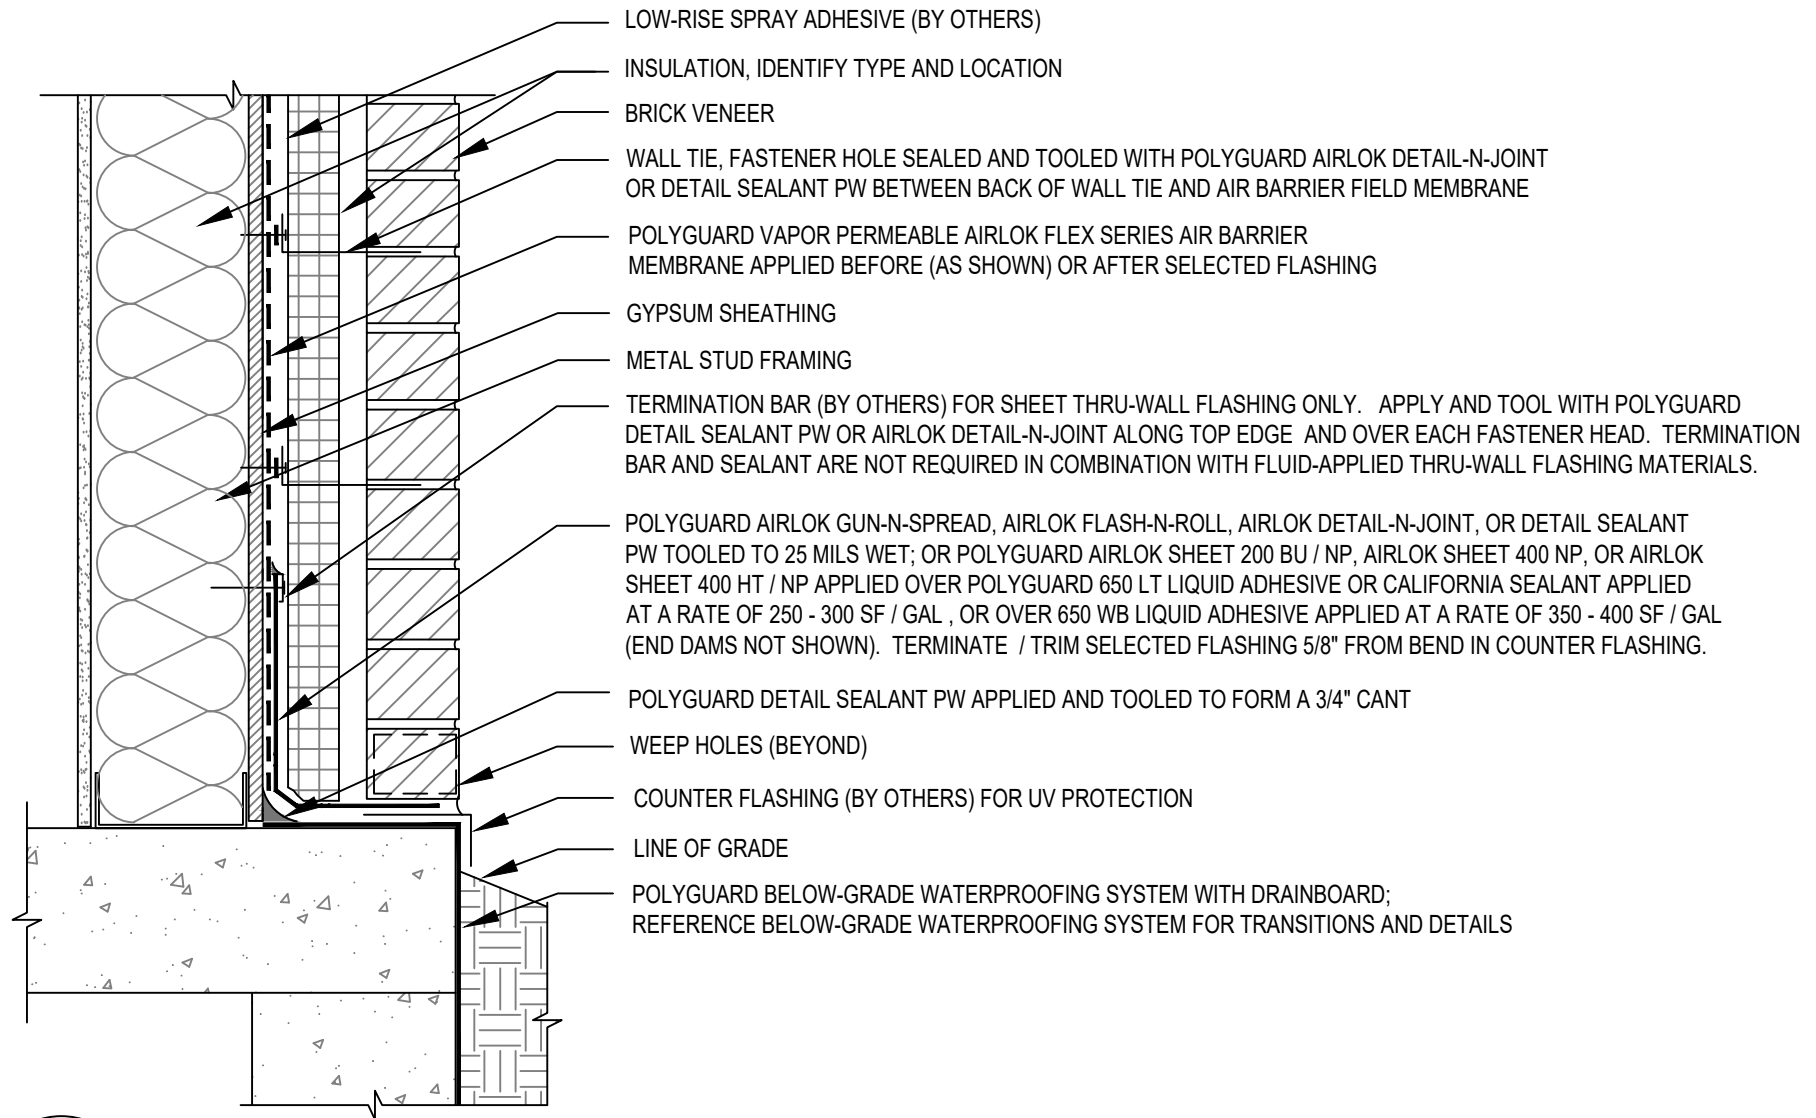 LOW-RISE SPRAY ADHESIVE (BY OTHERS)
INSULATION, IDENTIFY TYPE AND LOCATION
BRICK VENEER
WALL TIE, FASTENER HOLE SEALED AND TOOLED WITH POLYGUARD AIRLOK DETAIL-N-JOINT
OR DETAIL SEALANT PW BETWEEN BACK OF WALL TIE AND AIR BARRIER FIELD MEMBRANE
POLYGUARD VAPOR PERMEABLE AIRLOK FLEX SERIES AIR BARRIER
MEMBRANE APPLIED BEFORE (AS SHOWN) OR AFTER SELECTED FLASHING
GYPSUM SHEATHING
METAL STUD FRAMING
TERMINATION BAR (BY OTHERS) FOR SHEET THRU-WALL FLASHING ONLY. APPLY AND TOOL WITH POLYGUARD
DETAIL SEALANT PW OR AIRLOK DETAIL-N-JOINT ALONG TOP EDGE AND OVER EACH FASTENER HEAD. TERMINATION
BAR AND SEALANT ARE NOT REQUIRED IN COMBINATION WITH FLUID-APPLIED THRU-WALL FLASHING MATERIALS.
POLYGUARD AIRLOK GUN-N-SPREAD, AIRLOK FLASH-N-ROLL, AIRLOK DETAIL-N-JOINT, OR DETAIL SEALANT
PW TOOLED TO 25 MILS WET; OR POLYGUARD AIRLOK SHEET 200 BU / NP, AIRLOK SHEET 400 NP, OR AIRLOK
SHEET 400 HT / NP APPLIED OVER POLYGUARD 650 LT LIQUID ADHESIVE OR CALIFORNIA SEALANT APPLIED
AT A RATE OF 250 - 300 SF / GAL , OR OVER 650 WB LIQUID ADHESIVE APPLIED AT A RATE OF 350 - 400 SF / GAL
(END DAMS NOT SHOWN). TERMINATE / TRIM SELECTED FLASHING 5/8" FROM BEND IN COUNTER FLASHING.
POLYGUARD DETAIL SEALANT PW APPLIED AND TOOLED TO FORM A 3/4" CANT
WEEP HOLES (BEYOND)
COUNTER FLASHING (BY OTHERS) FOR UV PROTECTION
LINE OF GRADE
POLYGUARD BELOW-GRADE WATERPROOFING SYSTEM WITH DRAINBOARD;
REFERENCE BELOW-GRADE WATERPROOFING SYSTEM FOR TRANSITIONS AND DETAILS